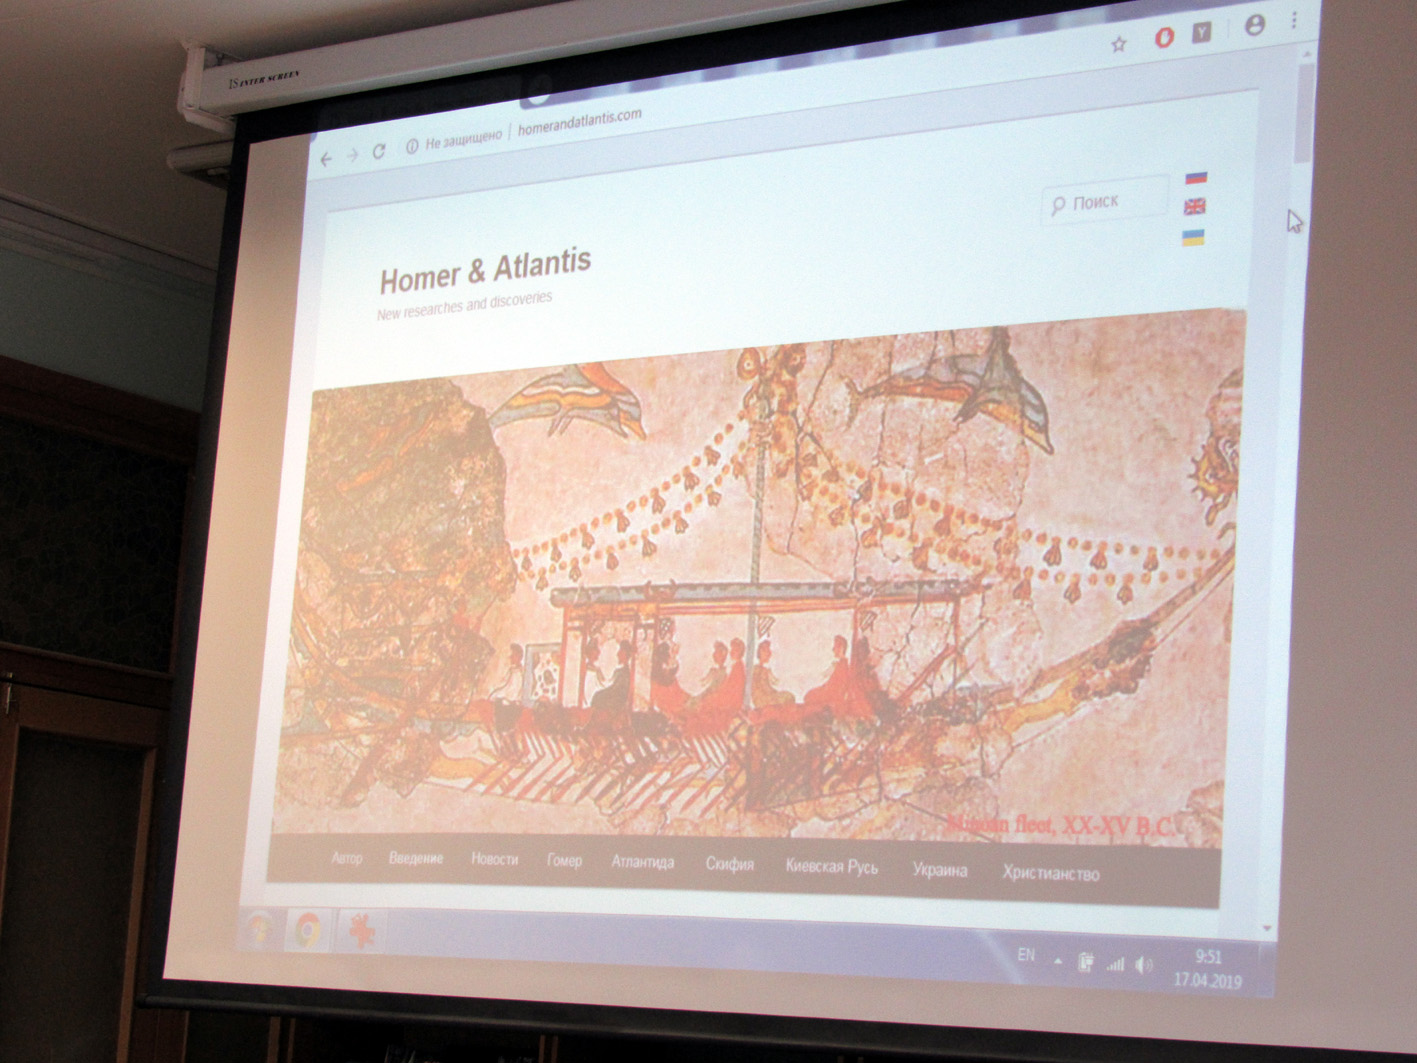 INTER SCREEN
Не защищено | homerandatlantis.com
Y
Поиск
Homer & Atlantis
New researches and discoveries
Minoan fleet, XX-XV B.C.
Автор Введение Новости Гомер Атлантида Скифия Киевская Русь Украина Христианство
EN
9:51
17.04.2019